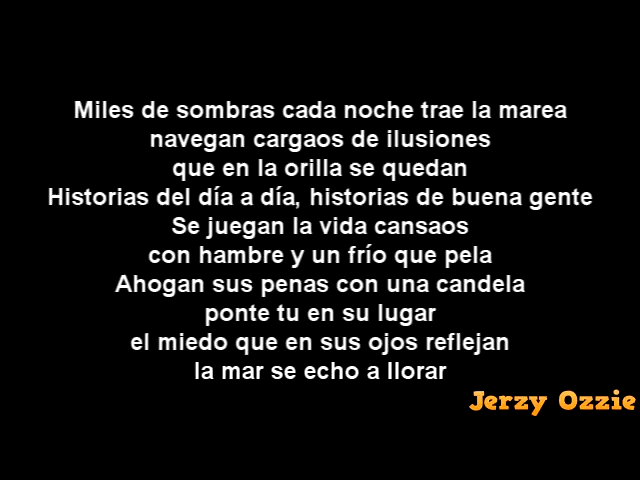 Miles de sombras cada noche trae la marea
navegan cargaos de ilusiones
que en la orilla se quedan
Historias del día a día, historias de buena gente
Se juegan la vida cansaos
con hambre y un frío que pela
Ahogan sus penas con una candela
ponte tu en su lugar
el miedo que en sus ojos reflejan
la mar se echo a llorar
Jerzy Ozzie